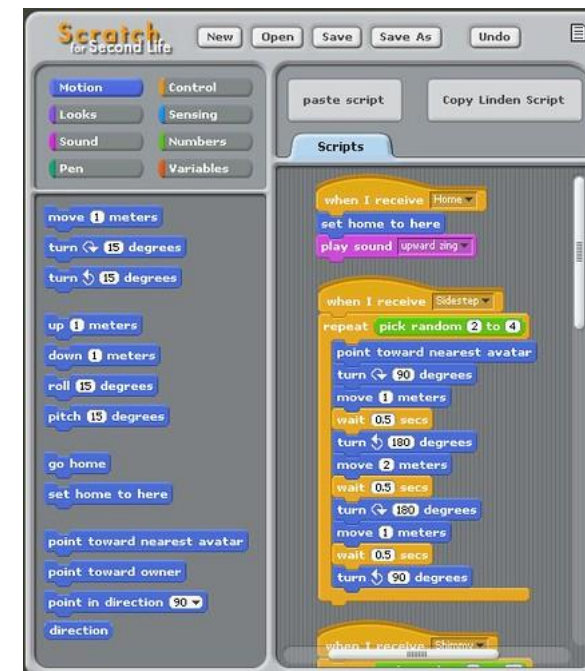 Scratch
for Second Life
New Open Save Save As Undo
Motion Control
Looks Sensing
Sound Numbers
Pen Variables
move 1 meters
turn 15 degrees
turn 15 degrees
up 1 meters
down 1 meters
roll 15 degrees
pitch 15 degrees
go home
set home to here
point toward nearest avatar
point toward owner
point in direction 90
direction
paste script Copy Linden Script
Scripts
when I receive Home
set home to here
play sound upward zing
when I receive Sidestep
repeat pick random 2 to 4
point toward nearest avatar
turn 90 degrees
move 1 meters
wait 0.5 secs
turn 180 degrees
move 2 meters
wait 0.5 secs
turn 180 degrees
move 1 meters
wait 0.5 secs
turn 90 degrees
when I receive Shimmy